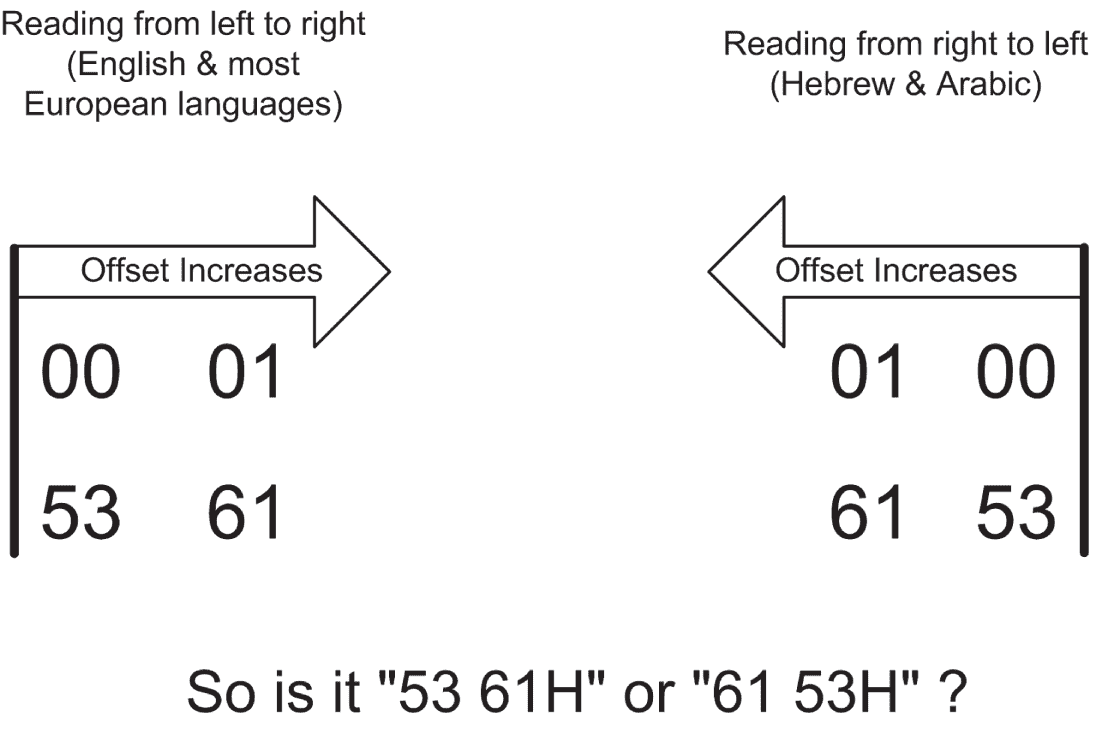 Reading from left to right
(English & most
European languages)
Reading from right to left
(Hebrew & Arabic)
Offset Increases
Offset Increases
00 01
01 00
53 61
61 53
So is it "53 61H" or "61 53H" ?